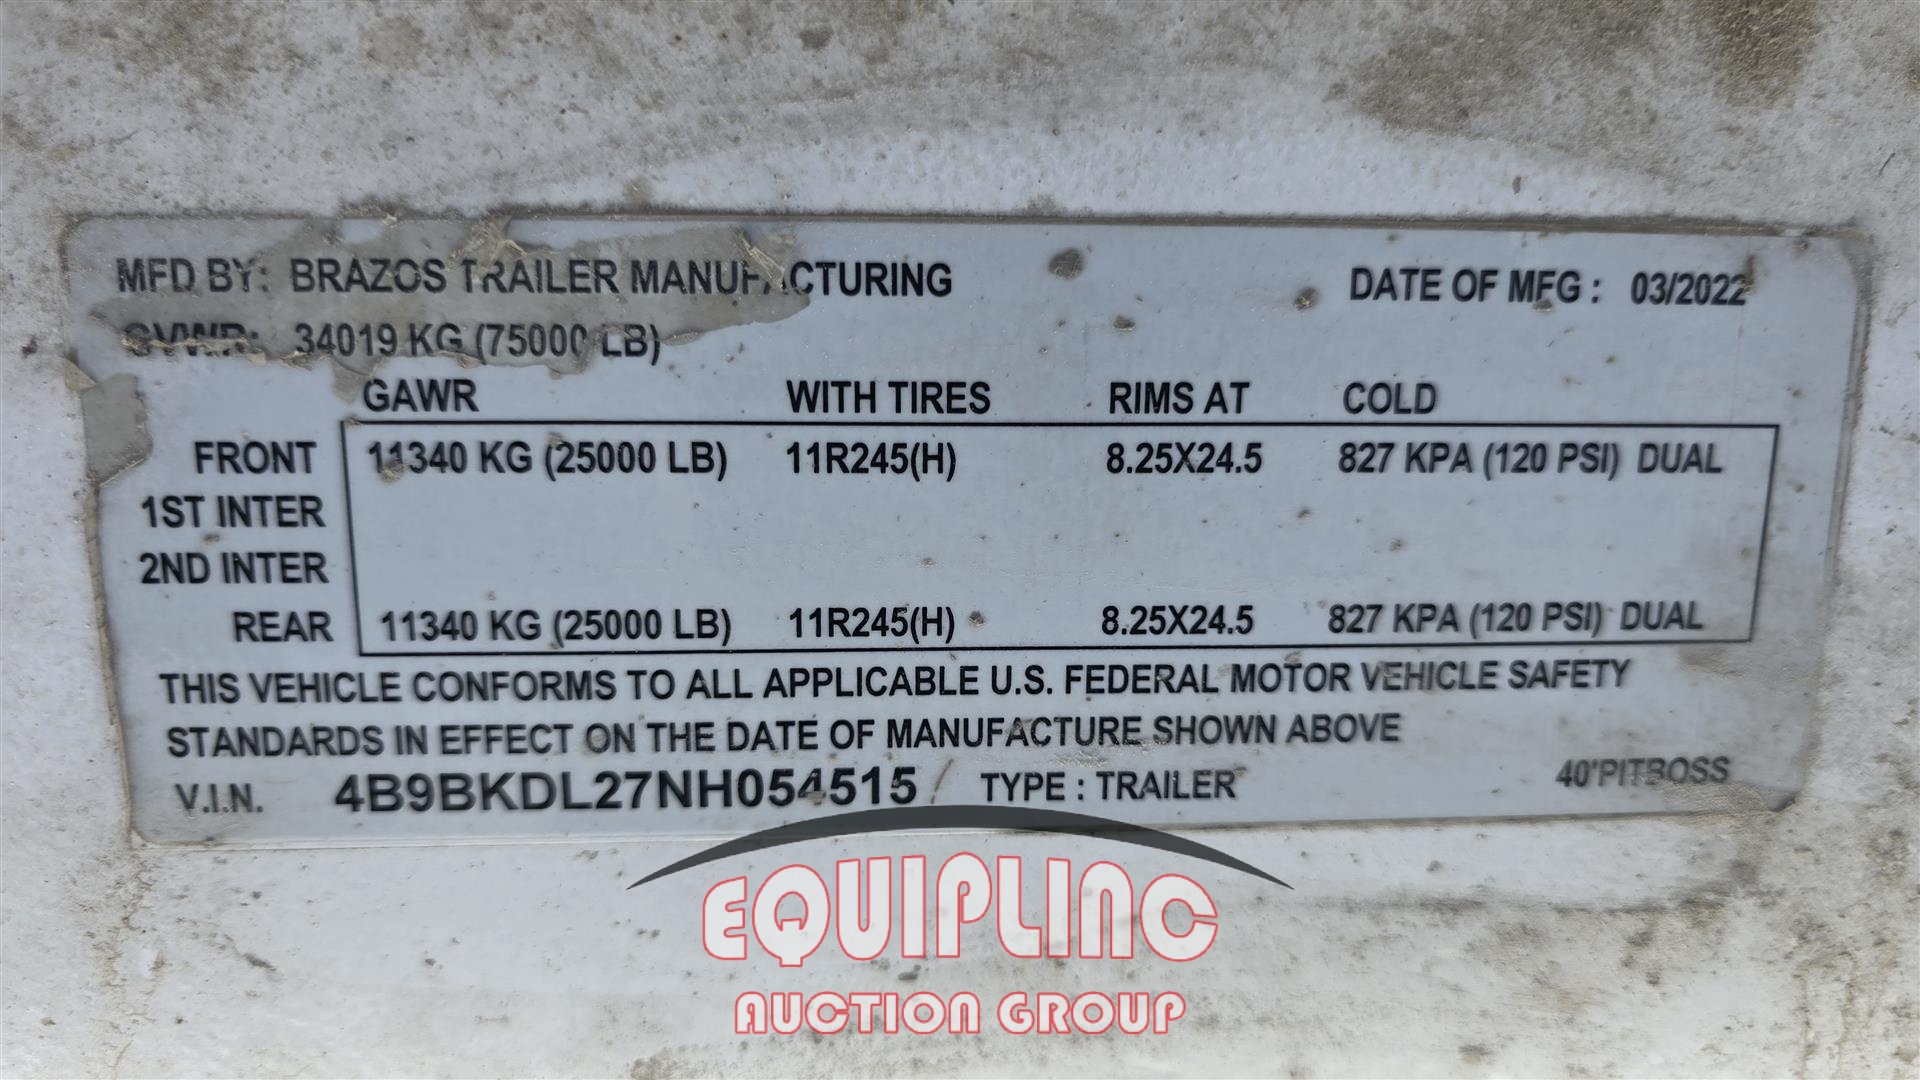 MFD BY: BRAZOS TRAILER MANUFACTURING DATE OF MFG : 03/2022
GVWR: 34019 KG (75000 LB)
GAWR WITH TIRES RIMS AT COLD
FRONT 11340 KG (25000 LB) 11R245(H) 8.25X24.5 827 KPA (120 PSI) DUAL
1ST INTER
2ND INTER
REAR 11340 KG (25000 LB) 11R245(H) 8.25X24.5 827 KPA (120 PSI) DUAL
THIS VEHICLE CONFORMS TO ALL APPLICABLE U.S. FEDERAL MOTOR VEHICLE SAFETY
STANDARDS IN EFFECT ON THE DATE OF MANUFACTURE SHOWN ABOVE
V.I.N. 4B9BKDL27NH054515 TYPE : TRAILER 40'PITBOSS
EQUIPLINC
AUCTION GROUP